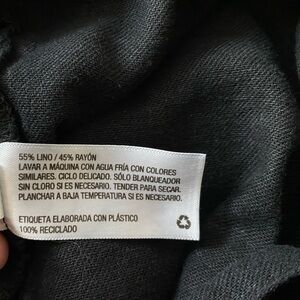 55% LINO / 45% RAYÓN
LAVAR A MÁQUINA CON AGUA FRÍA CON COLORES
SIMILARES. CICLO DELICADO. SÓLO BLANQUEADOR
SIN CLORO SI ES NECESARIO. TENDER PARA SECAR.
PLANCHAR A BAJA TEMPERATURA SI ES NECESARIO.
ETIQUETA ELABORADA CON PLÁSTICO
100% RECICLADO